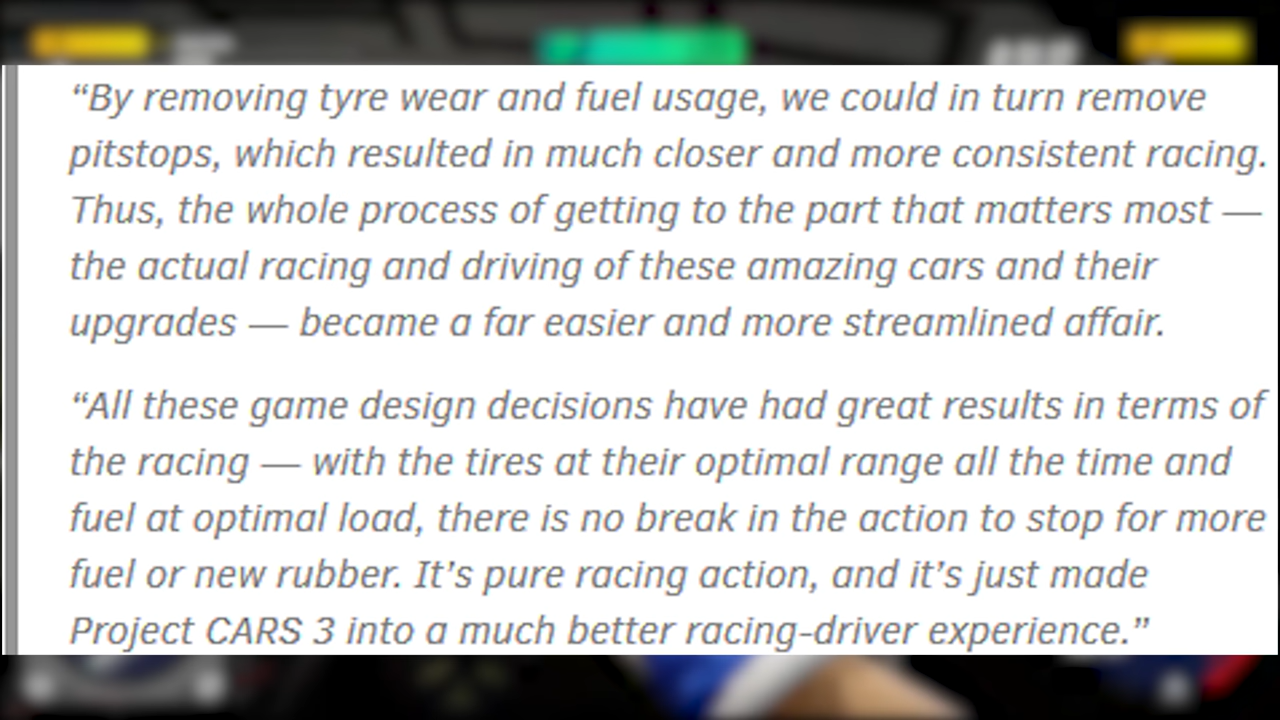 “By removing tyre wear and fuel usage, we could in turn remove
pitstops, which resulted in much closer and more consistent racing.
Thus, the whole process of getting to the part that matters most —
the actual racing and driving of these amazing cars and their
upgrades — became a far easier and more streamlined affair.
“All these game design decisions have had great results in terms of
the racing — with the tires at their optimal range all the time and
fuel at optimal load, there is no break in the action to stop for more
fuel or new rubber. It’s pure racing action, and it’s just made
Project CARS 3 into a much better racing-driver experience.”